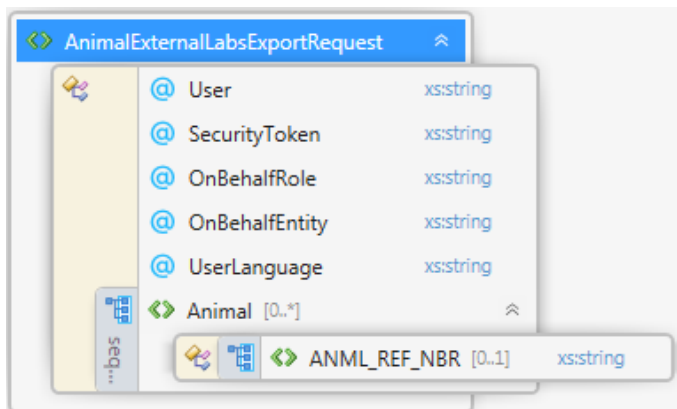 AnimalExternalLabsExportRequest
@ User xs:string
@ SecurityToken xs:string
@ OnBehalfRole xs:string
@ OnBehalfEntity xs:string
@ UserLanguage xs:string
Animal [0..*]
seq...
ANML_REF_NBR [0..1] xs:string